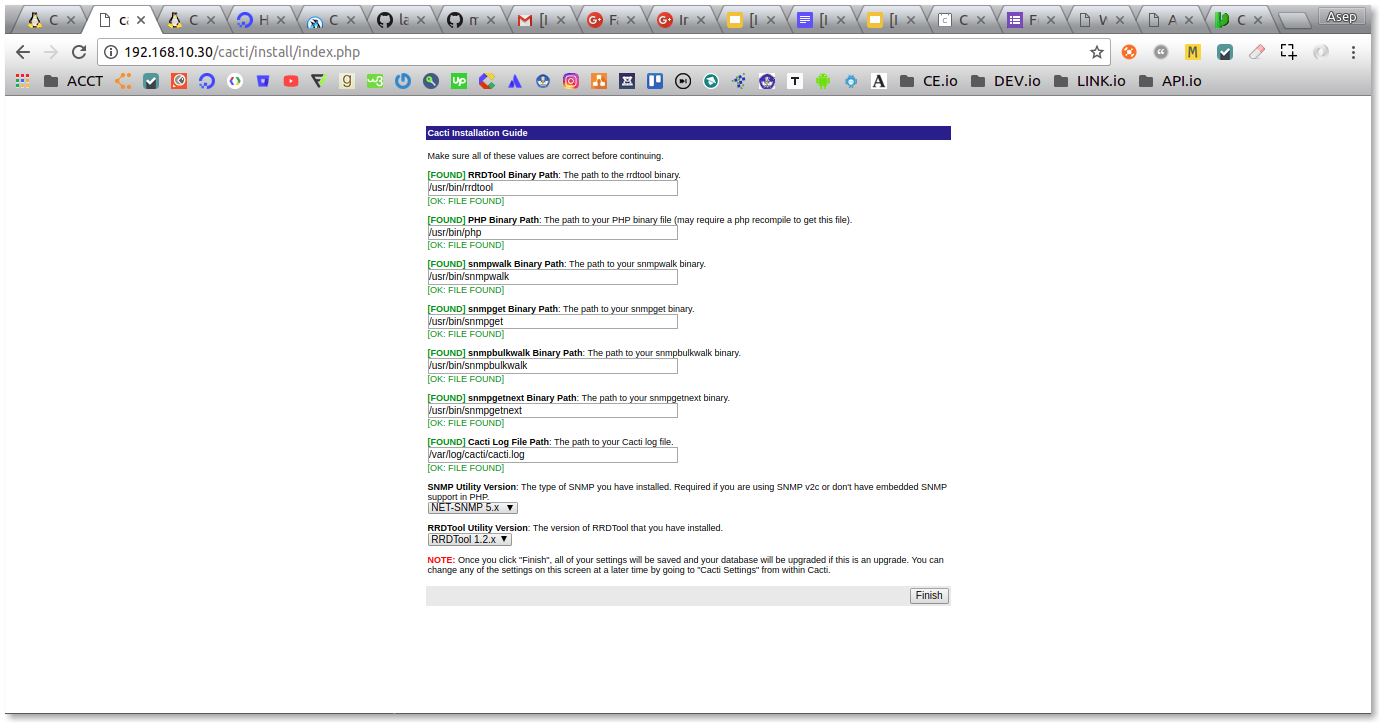 C
ca
C
H
C
la
m
[I
Fa
In
[I
[I
[I
C
F
W
A
C
Asep
192.168.10.30/cacti/install/index.php
ACCT
CE.io
DEV.io
LINK.io
API.io
Cacti Installation Guide
Make sure all of these values are correct before continuing.
[FOUND] RRDTool Binary Path: The path to the rrdtool binary.
/usr/bin/rrdtool
[OK: FILE FOUND]
[FOUND] PHP Binary Path: The path to your PHP binary file (may require a php recompile to get this file).
/usr/bin/php
[OK: FILE FOUND]
[FOUND] snmpwalk Binary Path: The path to your snmpwalk binary.
/usr/bin/snmpwalk
[OK: FILE FOUND]
[FOUND] snmpget Binary Path: The path to your snmpget binary.
/usr/bin/snmpget
[OK: FILE FOUND]
[FOUND] snmpbulkwalk Binary Path: The path to your snmpbulkwalk binary.
/usr/bin/snmpbulkwalk
[OK: FILE FOUND]
[FOUND] snmpgetnext Binary Path: The path to your snmpgetnext binary.
/usr/bin/snmpgetnext
[OK: FILE FOUND]
[FOUND] Cacti Log File Path: The path to your Cacti log file.
/var/log/cacti/cacti.log
[OK: FILE FOUND]
SNMP Utility Version: The type of SNMP you have installed. Required if you are using SNMP v2c or don't have embedded SNMP
support in PHP.
NET-SNMP 5.x
RRDTool Utility Version: The version of RRDTool that you have installed.
RRDTool 1.2.x
NOTE: Once you click "Finish", all of your settings will be saved and your database will be upgraded if this is an upgrade. You can
change any of the settings on this screen at a later time by going to "Cacti Settings" from within Cacti.
Finish